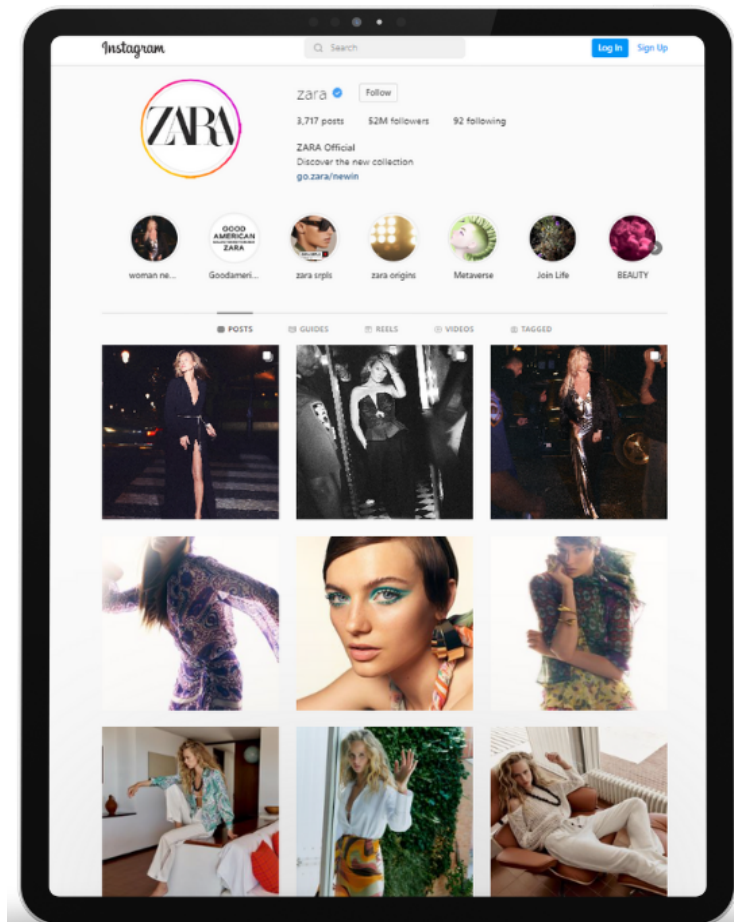 Instagram
Search
Log In
Sign Up
ZARA
zara
Follow
3,717 posts
52M followers
92 following
ZARA Official
Discover the new collection
go.zara/newin
GOOD
AMERICAN
ZARA
woman ne...
Goodameri...
zara srpls
zara origins
Metaverse
Join Life
BEAUTY
POSTS
GUIDES
REELS
VIDEOS
TAGGED